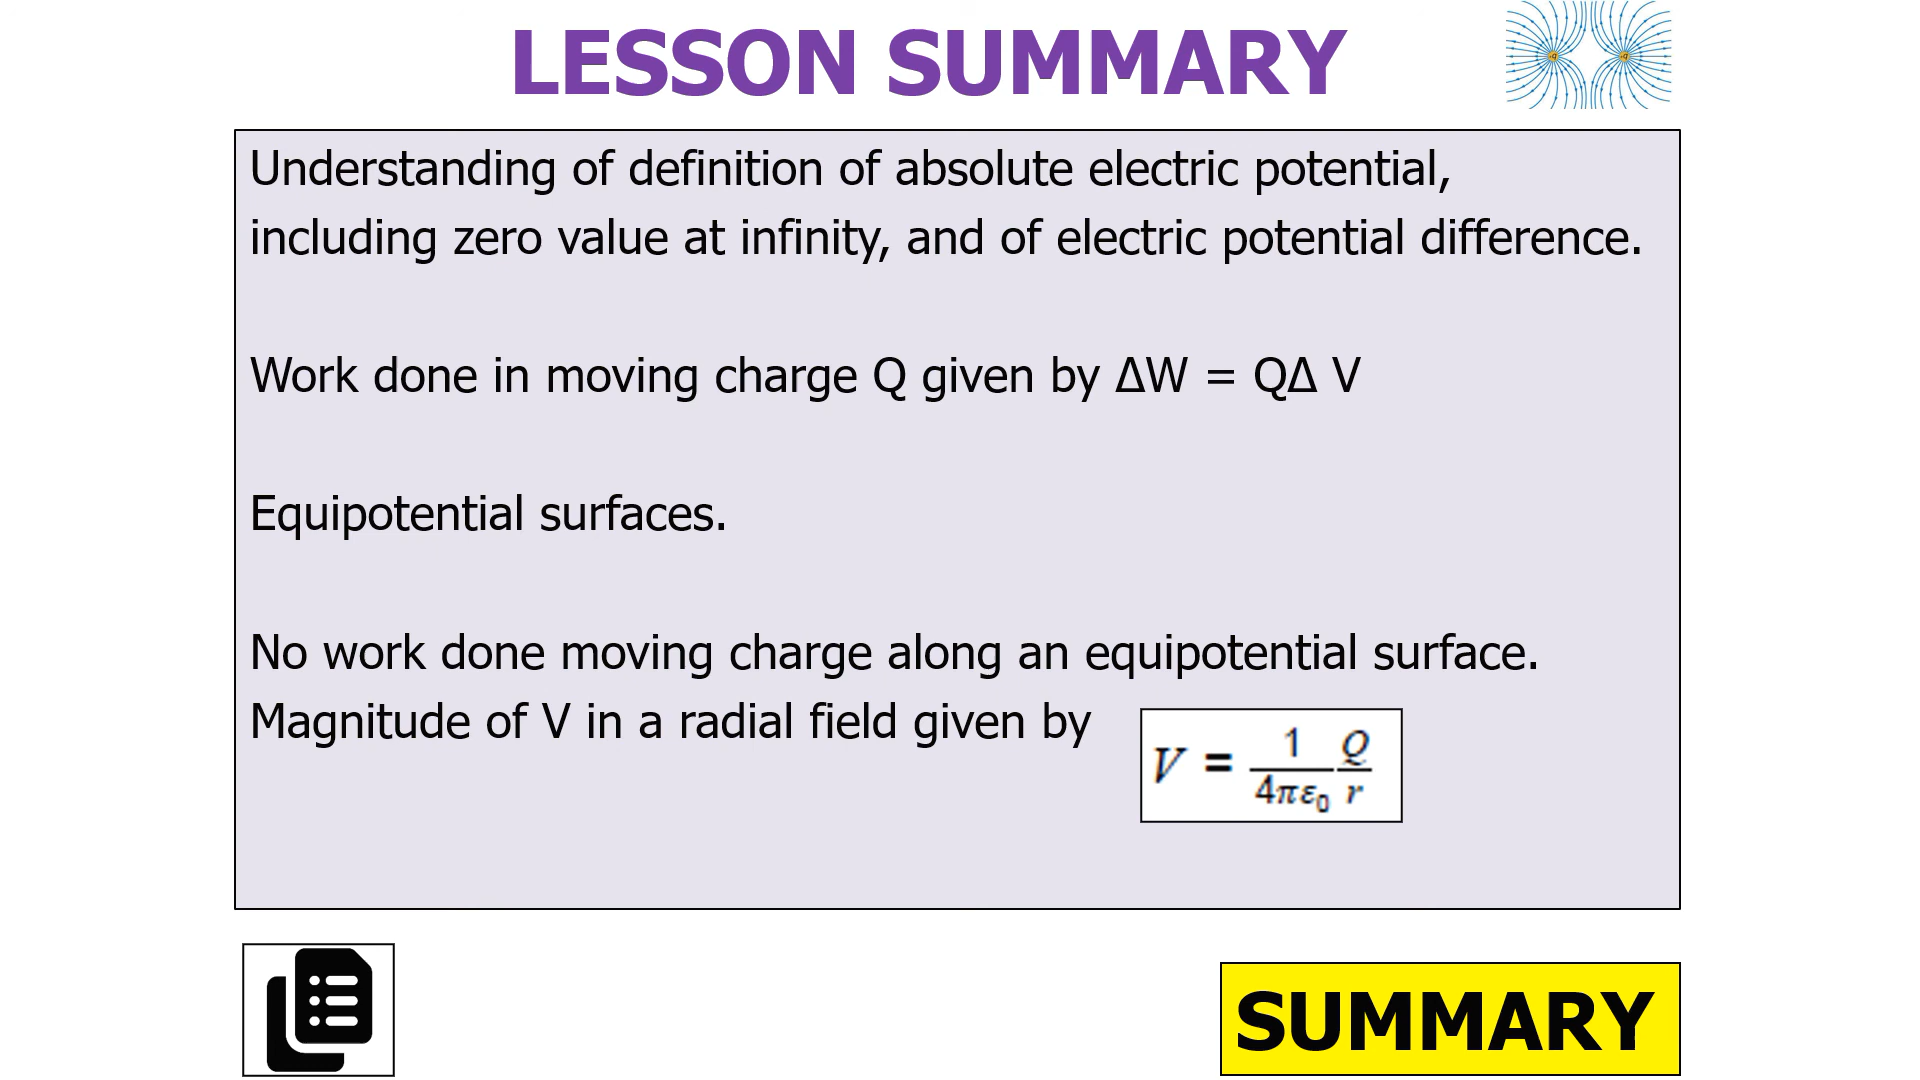 LESSON SUMMARY
Understanding of definition of absolute electric potential,
including zero value at infinity, and of electric potential difference.
Work done in moving charge Q given by ΔW = QΔ V
Equipotential surfaces.
No work done moving charge along an equipotential surface.
Magnitude of V in a radial field given by
V = 1/4πε₀ Q/r
SUMMARY